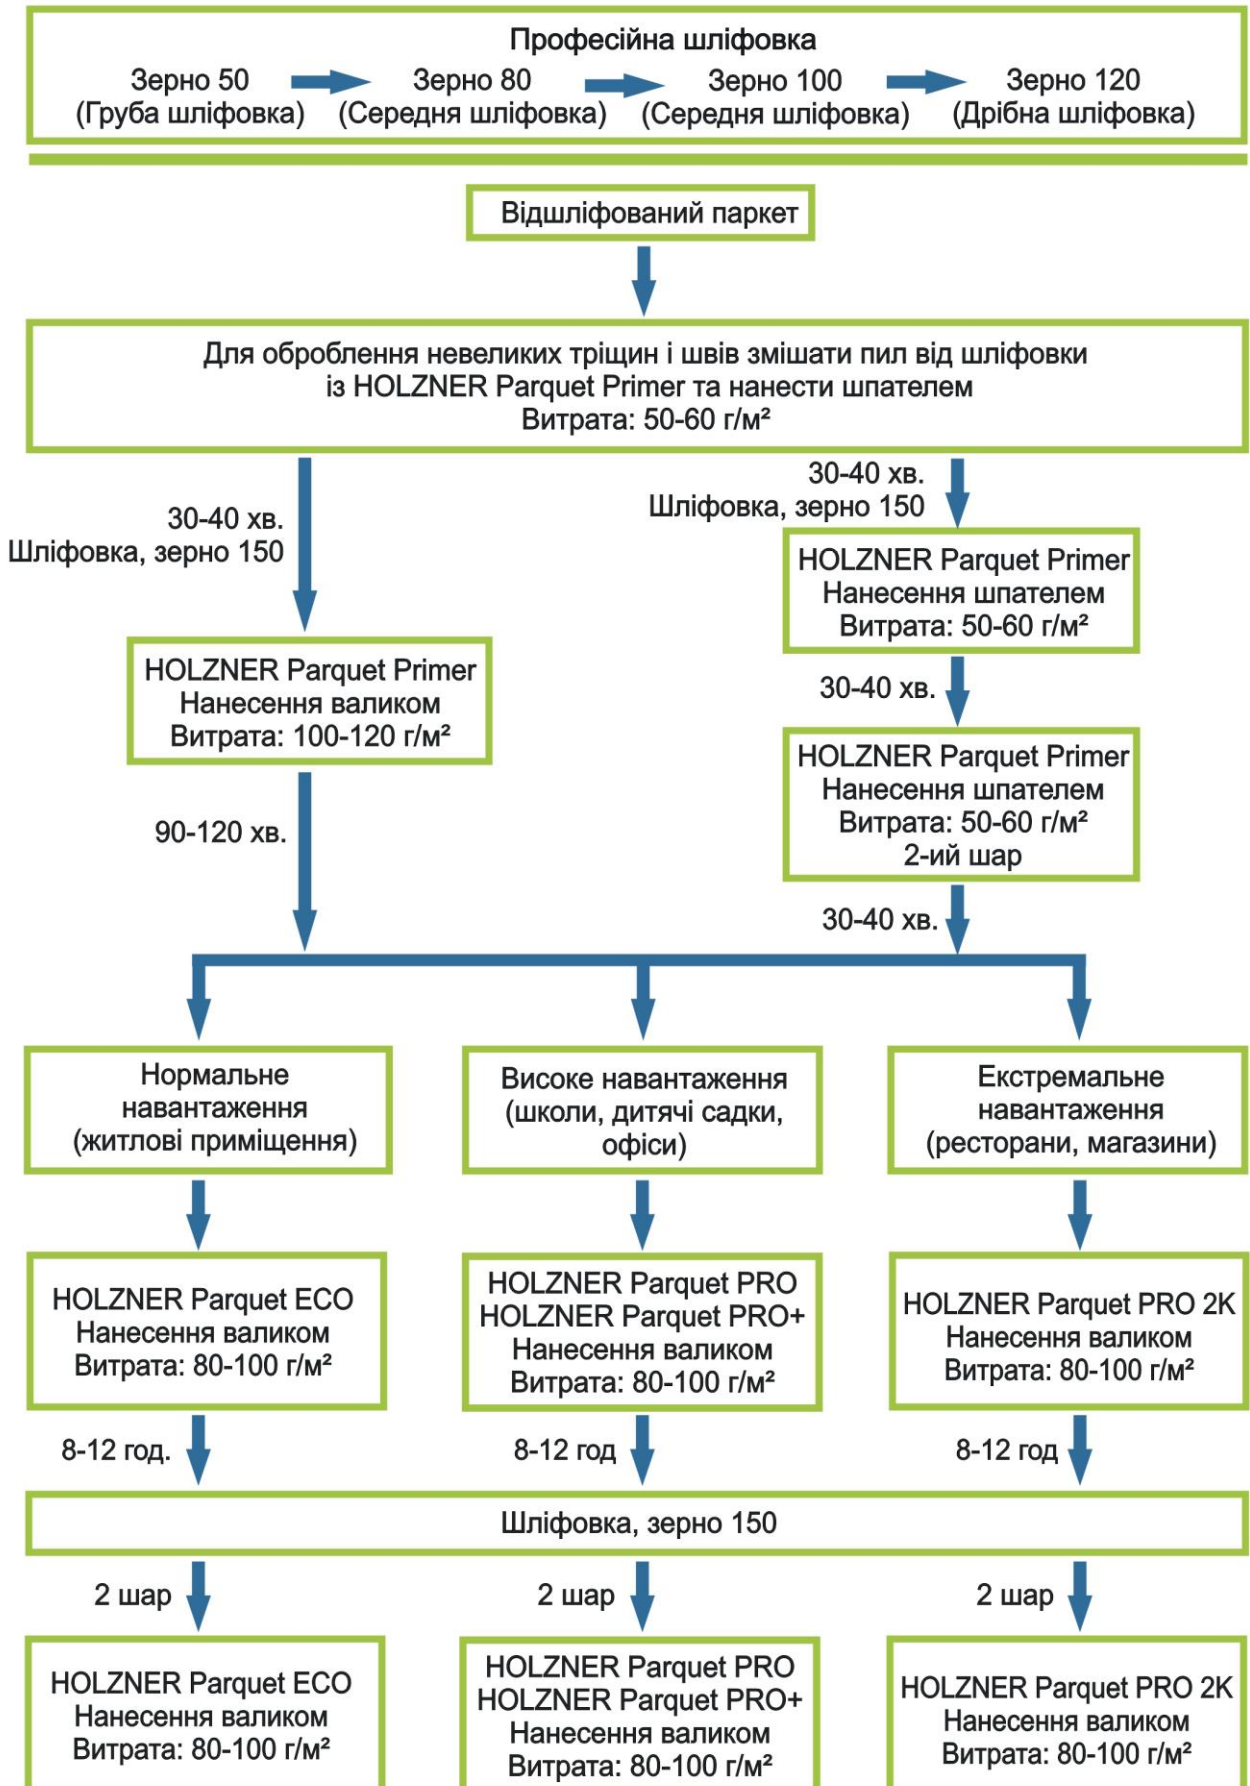 Професійна шліфовка
Зерно 50 Зерно 80 Зерно 100 Зерно 120
(Груба шліфовка) (Середня шліфовка) (Середня шліфовка) (Дрібна шліфовка)
Відшліфований паркет
Для оброблення невеликих тріщин і швів змішати пил від шліфовки
із HOLZNER Parquet Primer та нанести шпателем
Витрата: 50-60 г/м²
30-40 хв.
Шліфовка, зерно 150
HOLZNER Parquet Primer
Нанесення валиком
Витрата: 100-120 г/м²
90-120 хв.
30-40 хв.
Шліфовка, зерно 150
HOLZNER Parquet Primer
Нанесення шпателем
Витрата: 50-60 г/м²
30-40 хв.
HOLZNER Parquet Primer
Нанесення шпателем
Витрата: 50-60 г/м²
2-ий шар
30-40 хв.
Нормальне
навантаження
(житлові приміщення)
Високе навантаження
(школи, дитячі садки,
офіси)
Екстремальне
навантаження
(ресторани, магазини)
HOLZNER Parquet ECO
Нанесення валиком
Витрата: 80-100 г/м²
HOLZNER Parquet PRO
HOLZNER Parquet PRO+
Нанесення валиком
Витрата: 80-100 г/м²
HOLZNER Parquet PRO 2K
Нанесення валиком
Витрата: 80-100 г/м²
8-12 год.
8-12 год
8-12 год
Шліфовка, зерно 150
2 шар
2 шар
2 шар
HOLZNER Parquet ECO
Нанесення валиком
Витрата: 80-100 г/м²
HOLZNER Parquet PRO
HOLZNER Parquet PRO+
Нанесення валиком
Витрата: 80-100 г/м²
HOLZNER Parquet PRO 2K
Нанесення валиком
Витрата: 80-100 г/м²